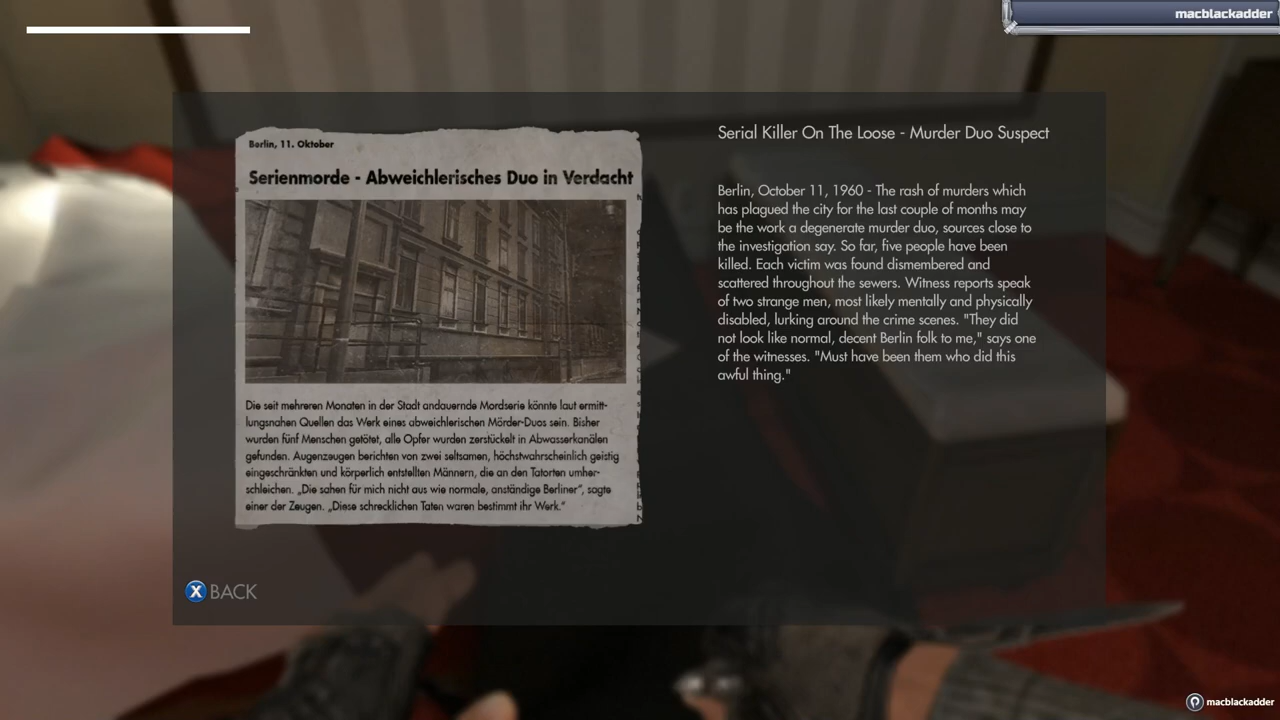 macblackadder
Berlin, 11. Oktober
Serienmorde - Abweichlerisches Duo in Verdacht
Die seit mehreren Monaten in der Stadt andauernde Mordserie könnte laut ermitt-
lungsnahen Quellen das Werk eines abweichlerischen Mörder-Duos sein. Bisher
wurden fünf Menschen getötet, alle Opfer wurden zerstückelt in Abwasserkanälen
gefunden. Augenzeugen berichten von zwei seltsamen, höchstwahrscheinlich geistig
eingeschränkten und körperlich entstellten Männern, die an den Tatorten umher-
schleichen. „Die sahen für mich nicht aus wie normale, anständige Berliner“, sagte
einer der Zeugen. „Diese schrecklichen Taten waren bestimmt ihr Werk.“
Serial Killer On The Loose - Murder Duo Suspect
Berlin, October 11, 1960 - The rash of murders which
has plagued the city for the last couple of months may
be the work a degenerate murder duo, sources close to
the investigation say. So far, five people have been
killed. Each victim was found dismembered and
scattered throughout the sewers. Witness reports speak
of two strange men, most likely mentally and physically
disabled, lurking around the crime scenes. "They did
not look like normal, decent Berlin folk to me," says one
of the witnesses. "Must have been them who did this
awful thing."
X BACK
macblackadder